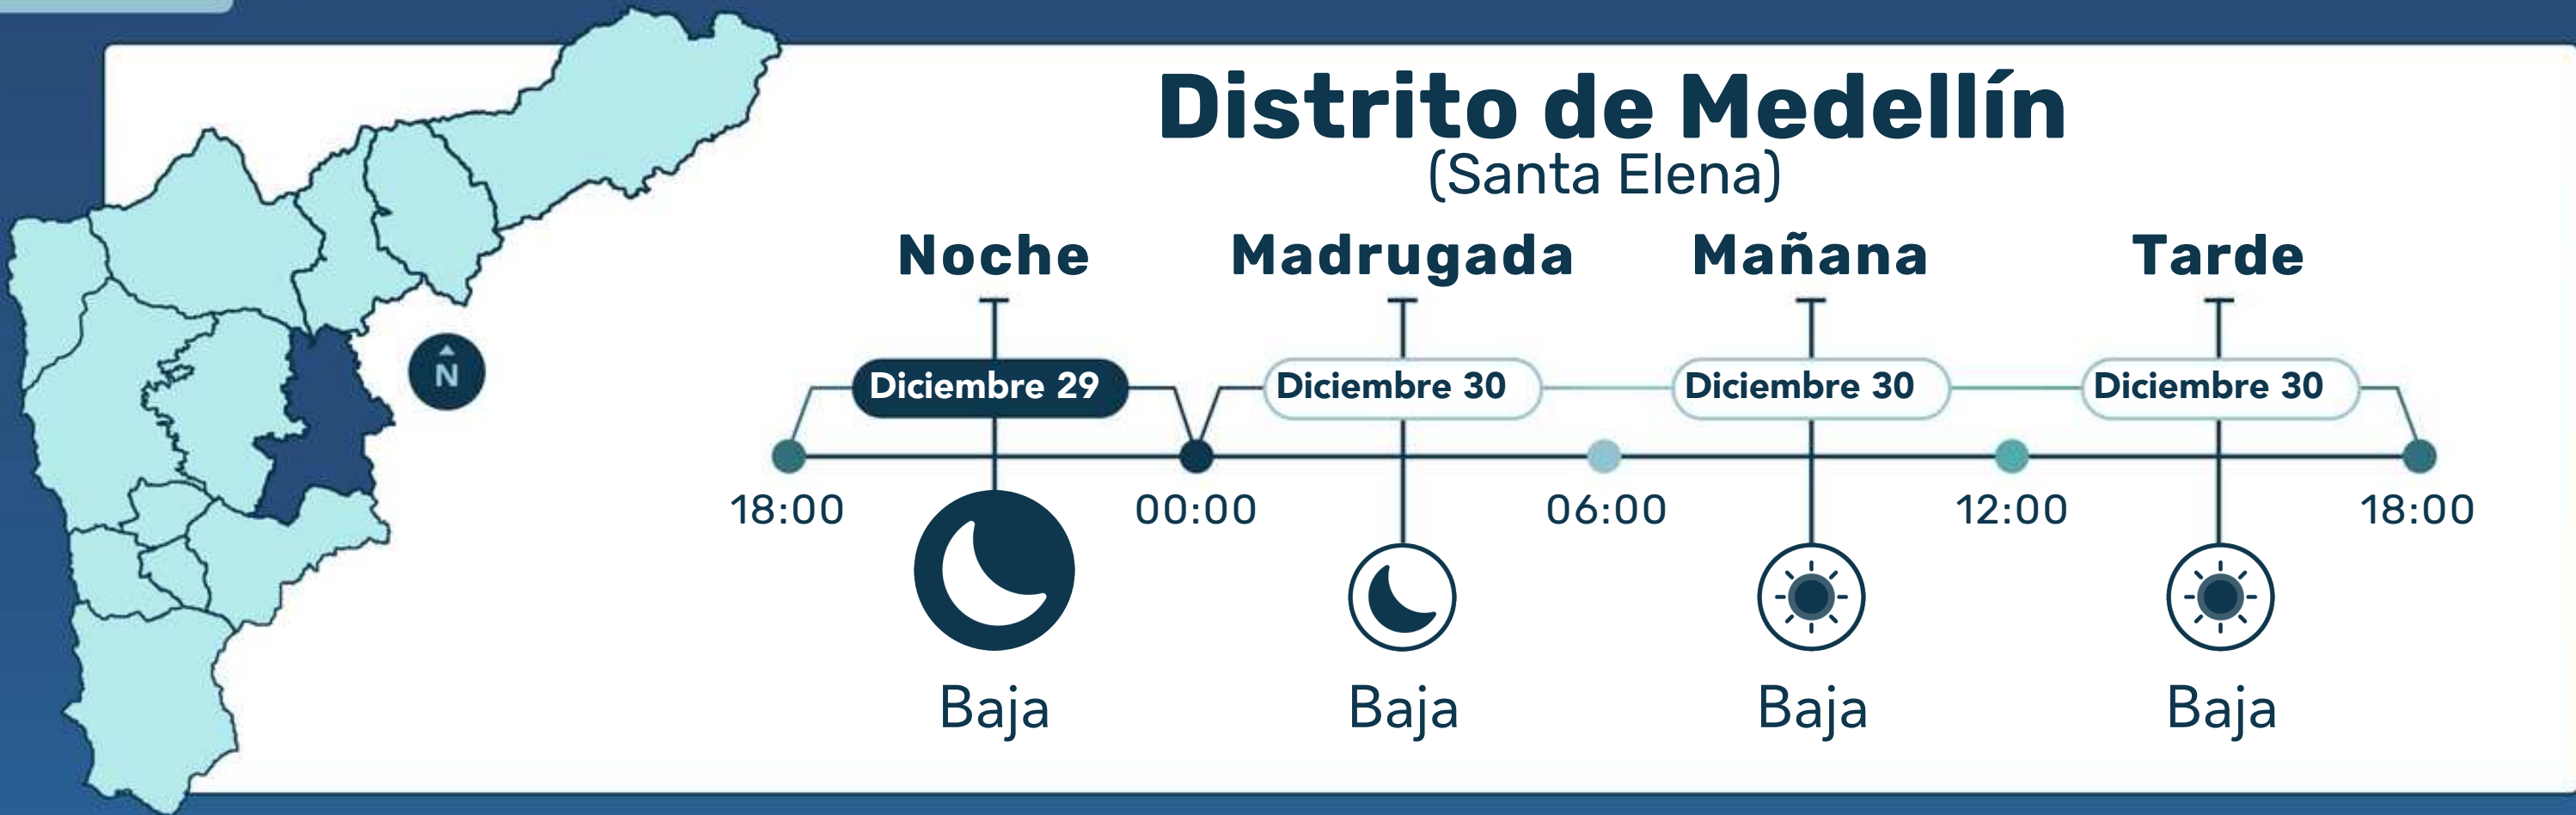 Distrito de Medellín
(Santa Elena)
Noche Madrugada Mañana Tarde
N
Diciembre 29 Diciembre 30 Diciembre 30 Diciembre 30
18:00 00:00 06:00 12:00 18:00
Baja Baja Baja Baja